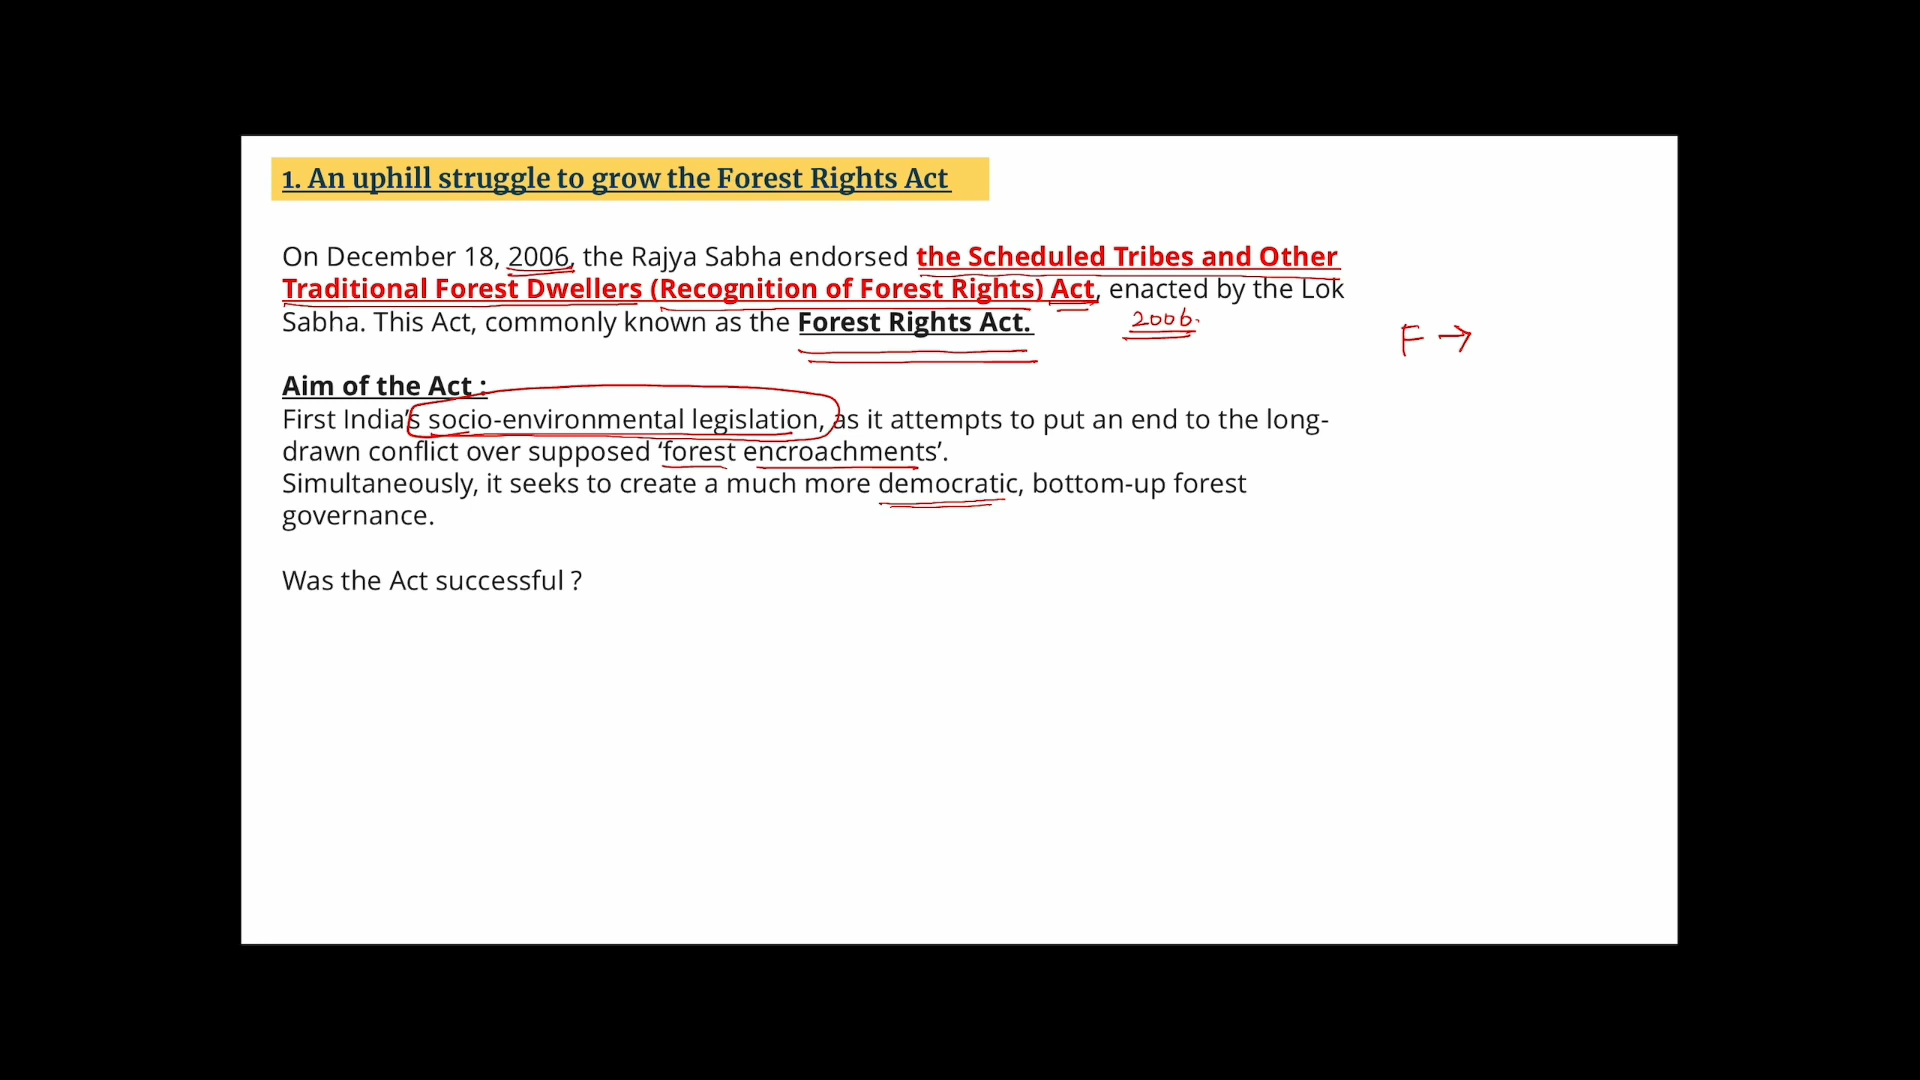 1. An uphill struggle to grow the Forest Rights Act
On December 18, 2006, the Rajya Sabha endorsed the Scheduled Tribes and Other
Traditional Forest Dwellers (Recognition of Forest Rights) Act, enacted by the Lok
Sabha. This Act, commonly known as the Forest Rights Act.
2006.
F →
Aim of the Act :
First India's socio-environmental legislation, as it attempts to put an end to the long-
drawn conflict over supposed ‘forest encroachments’.
Simultaneously, it seeks to create a much more democratic, bottom-up forest
governance.
Was the Act successful ?